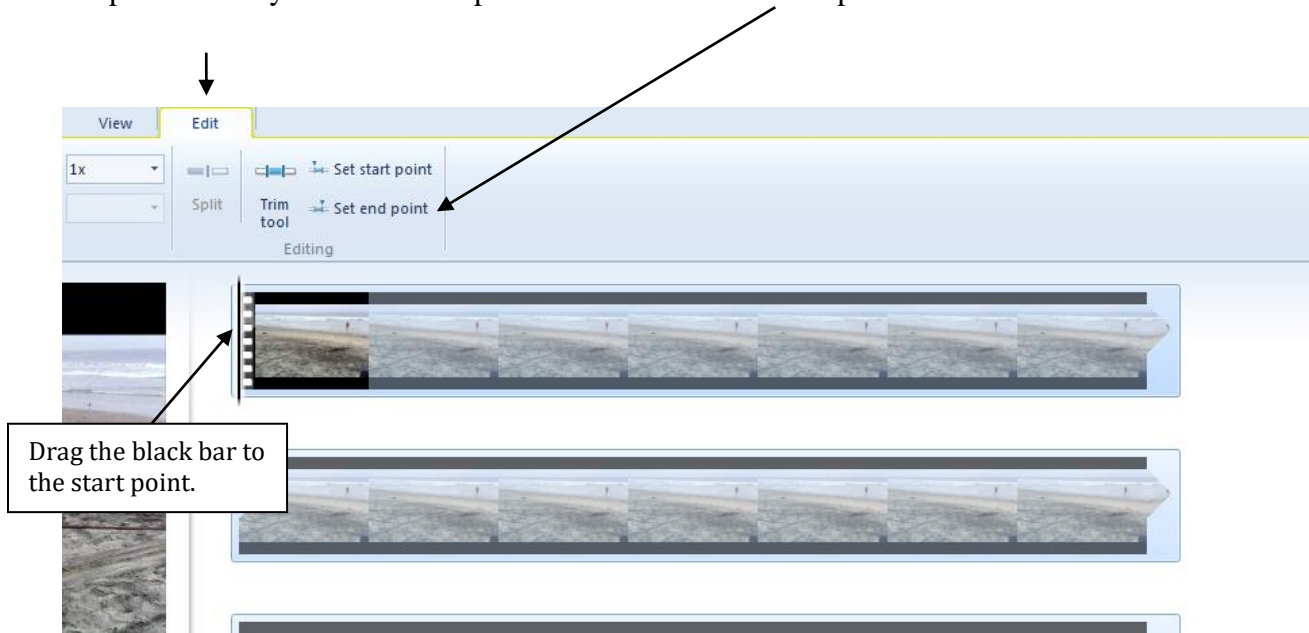 View Edit
1x Set start point
Split Trim tool Set end point
Editing
Drag the black bar to
the start point.